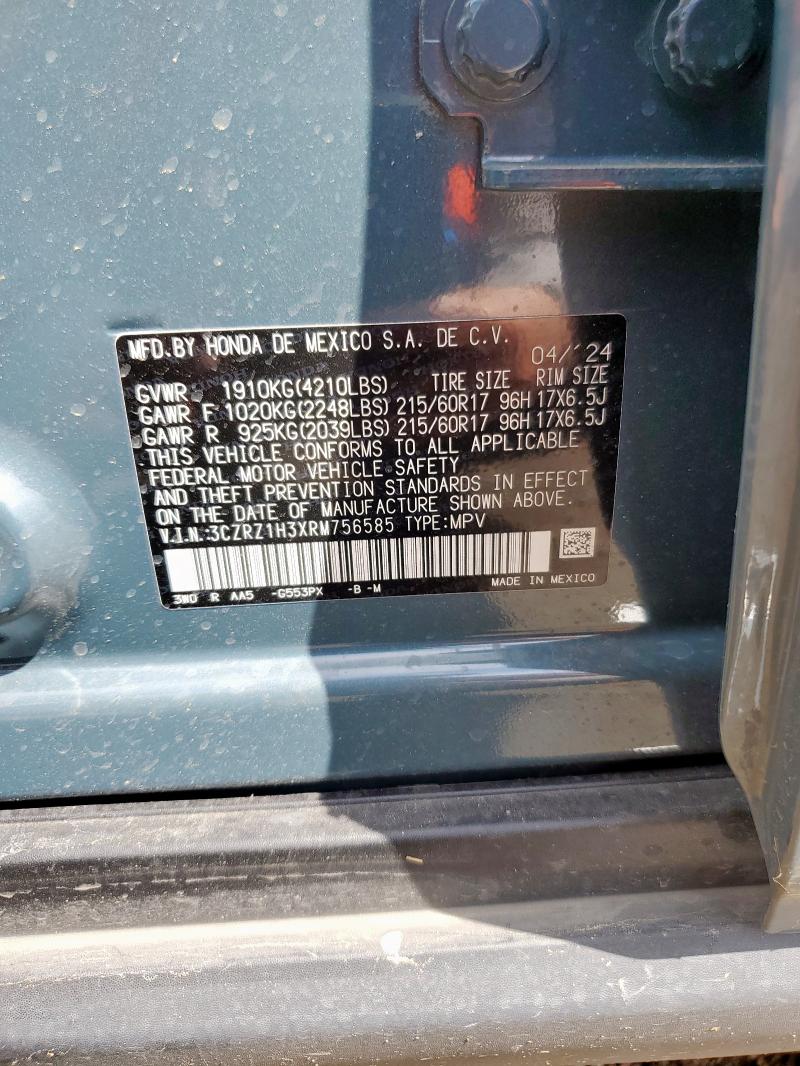 MFD.BY HONDA DE MEXICO S.A. DE C.V.
04/'24
GVWR 1910KG(4210LBS) TIRE SIZE RIM SIZE
GAWR F 1020KG(2248LBS) 215/60R17 96H 17X6.5J
GAWR R 925KG(2039LBS) 215/60R17 96H 17X6.5J
THIS VEHICLE CONFORMS TO ALL APPLICABLE
FEDERAL MOTOR VEHICLE SAFETY
AND THEFT PREVENTION STANDARDS IN EFFECT
ON THE DATE OF MANUFACTURE SHOWN ABOVE.
V.I.N:3CZRZ1H3XRM756585 TYPE:MPV
MADE IN MEXICO
3W0 R AA5 -G553PX -B -M